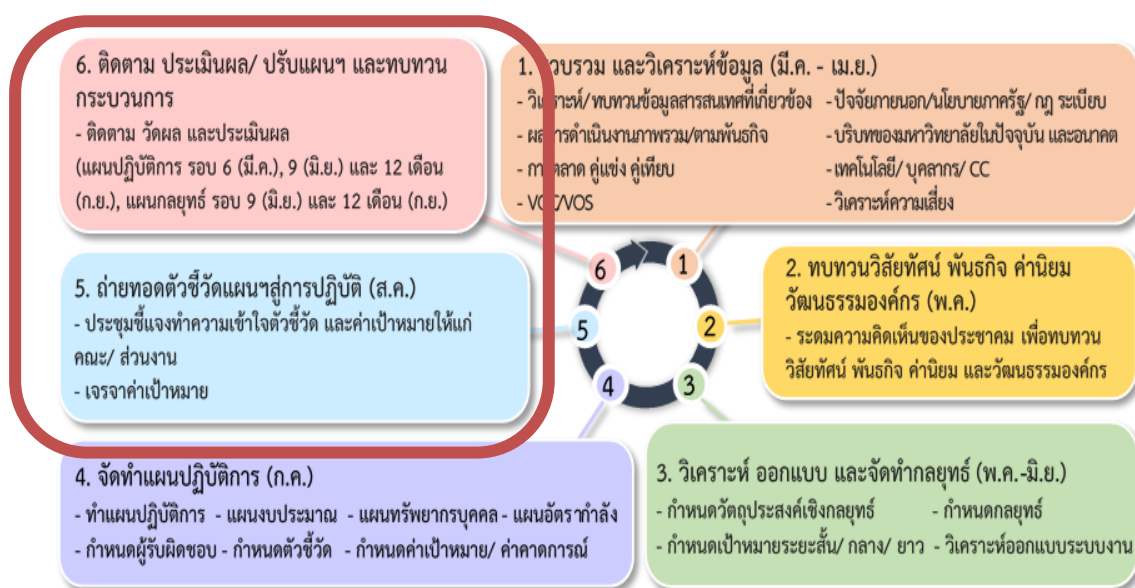 6. ติดตาม ประเมินผล/ ปรับแผนฯ และทบทวน
กระบวนการ
- ติดตาม วัดผล และประเมินผล
(แผนปฏิบัติการ รอบ 6 (มี.ค.), 9 (มิ.ย.) และ 12 เดือน
(ก.ย.), แผนกลยุทธ์ รอบ 9 (มิ.ย.) และ 12 เดือน (ก.ย.)
1. รวบรวม และวิเคราะห์ข้อมูล (มี.ค. - เม.ย.)
- วิเคราะห์/ทบทวนข้อมูลสารสนเทศที่เกี่ยวข้อง
- ผลการดำเนินงานภาพรวม/ตามพันธกิจ
- การตลาด คู่แข่ง คู่เทียบ
- VOC/VOS
- ปัจจัยภายนอก/นโยบายภาครัฐ/ กฎ ระเบียบ
- บริบทของมหาวิทยาลัยในปัจจุบัน และอนาคต
- เทคโนโลยี/ บุคลากร/ CC
- วิเคราะห์ความเสี่ยง
6
1
5
2
4
3
2. ทบทวนวิสัยทัศน์ พันธกิจ ค่านิยม
วัฒนธรรมองค์กร (พ.ค.)
- ระดมความคิดเห็นของประชาคม เพื่อทบทวน
วิสัยทัศน์ พันธกิจ ค่านิยม และวัฒนธรรมองค์กร
5. ถ่ายทอดตัวชี้วัดแผนฯสู่การปฏิบัติ (ส.ค.)
- ประชุมชี้แจงทำความเข้าใจตัวชี้วัด และค่าเป้าหมายให้แก่
คณะ/ ส่วนงาน
- เจรจาค่าเป้าหมาย
4. จัดทำแผนปฏิบัติการ (ก.ค.)
- ทำแผนปฏิบัติการ - แผนงบประมาณ - แผนทรัพยากรบุคคล - แผนอัตรากำลัง
- กำหนดผู้รับผิดชอบ - กำหนดตัวชี้วัด - กำหนดค่าเป้าหมาย/ ค่าคาดการณ์
3. วิเคราะห์ ออกแบบ และจัดทำกลยุทธ์ (พ.ค.-มิ.ย.)
- กำหนดวัตถุประสงค์เชิงกลยุทธ์ - กำหนดกลยุทธ์
- กำหนดเป้าหมายระยะสั้น/ กลาง/ ยาว - วิเคราะห์ออกแบบระบบงาน